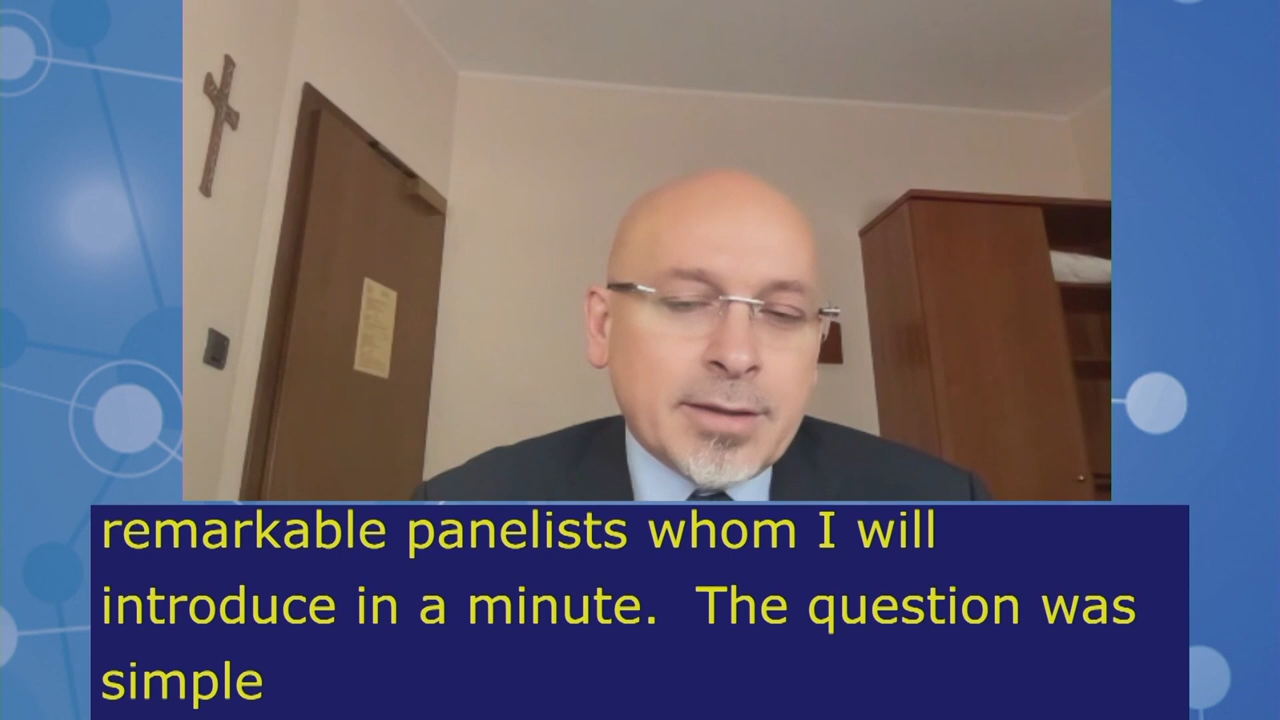 remarkable panelists whom I will
introduce in a minute.  The question was
simple